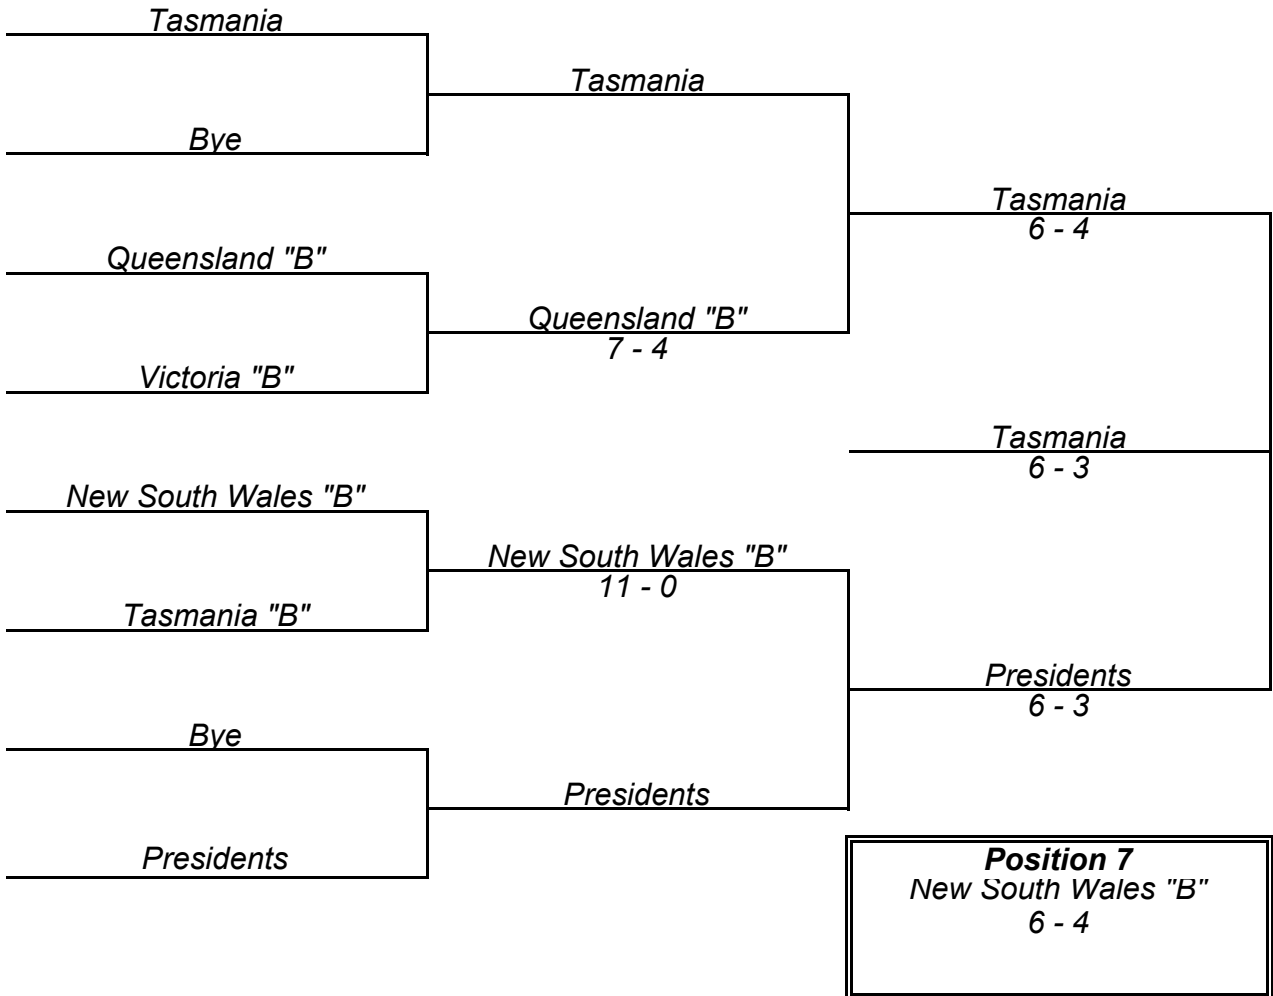 Tasmania
Tasmania
Bye
Tasmania
6 - 4
Queensland "B"
Queensland "B"
7 - 4
Victoria "B"
Tasmania
6 - 3
New South Wales "B"
New South Wales "B"
11 - 0
Tasmania "B"
Presidents
6 - 3
Bye
Presidents
Presidents
Position 7
New South Wales "B"
6 - 4